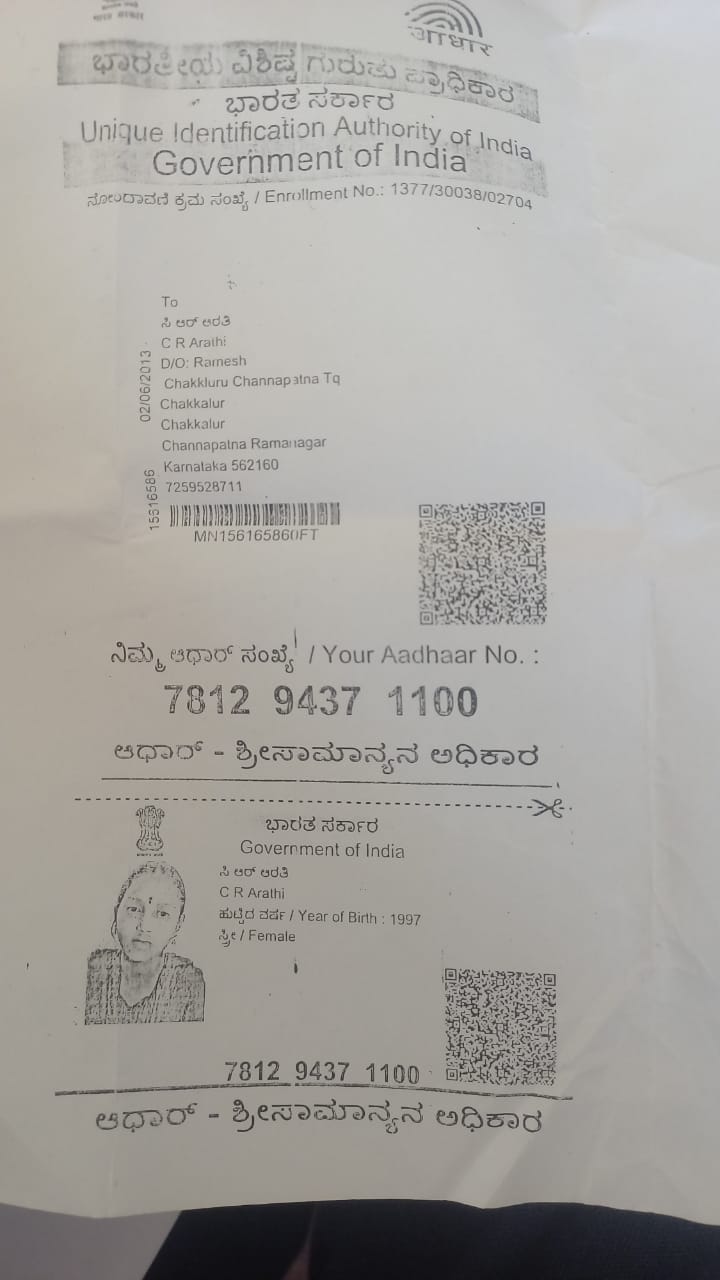 आधार
ಭಾರತೀಯ ವಿಶಿಷ್ಟ ಗುರುತು ಪ್ರಾಧಿಕಾರ
ಭಾರತ ಸರ್ಕಾರ
Unique Identification Authority of India
Government of India
ನೋಂದಾವಣಿ ಕ್ರಮ ಸಂಖ್ಯೆ / Enrollment No.: 1377/30038/02704
To
ಸಿ ಆರ್ ಆರತಿ
C R Arathi
D/O: Ramesh
Chakkluru Channapatna Tq
Chakkalur
Chakkalur
Channapatna Ramanagar
Karnataka 562160
7259528711
02/06/2013
15616586
MN156165860FT
ನಿಮ್ಮ ಆಧಾರ್ ಸಂಖ್ಯೆ / Your Aadhaar No. :
7812 9437 1100
ಆಧಾರ್ - ಶ್ರೀಸಾಮಾನ್ಯನ ಅಧಿಕಾರ
ಭಾರತ ಸರ್ಕಾರ
Government of India
ಸಿ ಆರ್ ಆರತಿ
C R Arathi
ಹುಟ್ಟಿದ ವರ್ಷ / Year of Birth : 1997
ಸ್ತ್ರೀ / Female
7812 9437 1100
ಆಧಾರ್ - ಶ್ರೀಸಾಮಾನ್ಯನ ಅಧಿಕಾರ